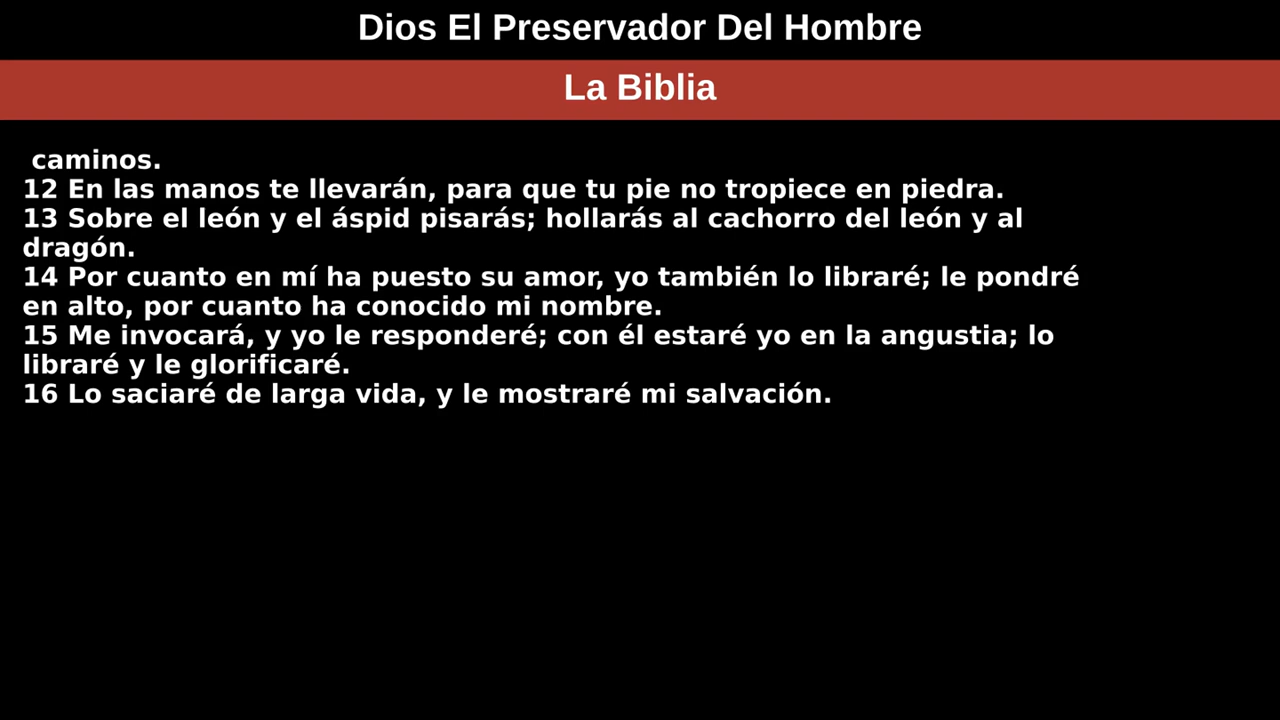 Dios El Preservador Del Hombre
La Biblia
caminos.
12 En las manos te llevarán, para que tu pie no tropiece en piedra.
13 Sobre el león y el áspid pisarás; hollarás al cachorro del león y al
dragón.
14 Por cuanto en mí ha puesto su amor, yo también lo libraré; le pondré
en alto, por cuanto ha conocido mi nombre.
15 Me invocará, y yo le responderé; con él estaré yo en la angustia; lo
libraré y le glorificaré.
16 Lo saciaré de larga vida, y le mostraré mi salvación.